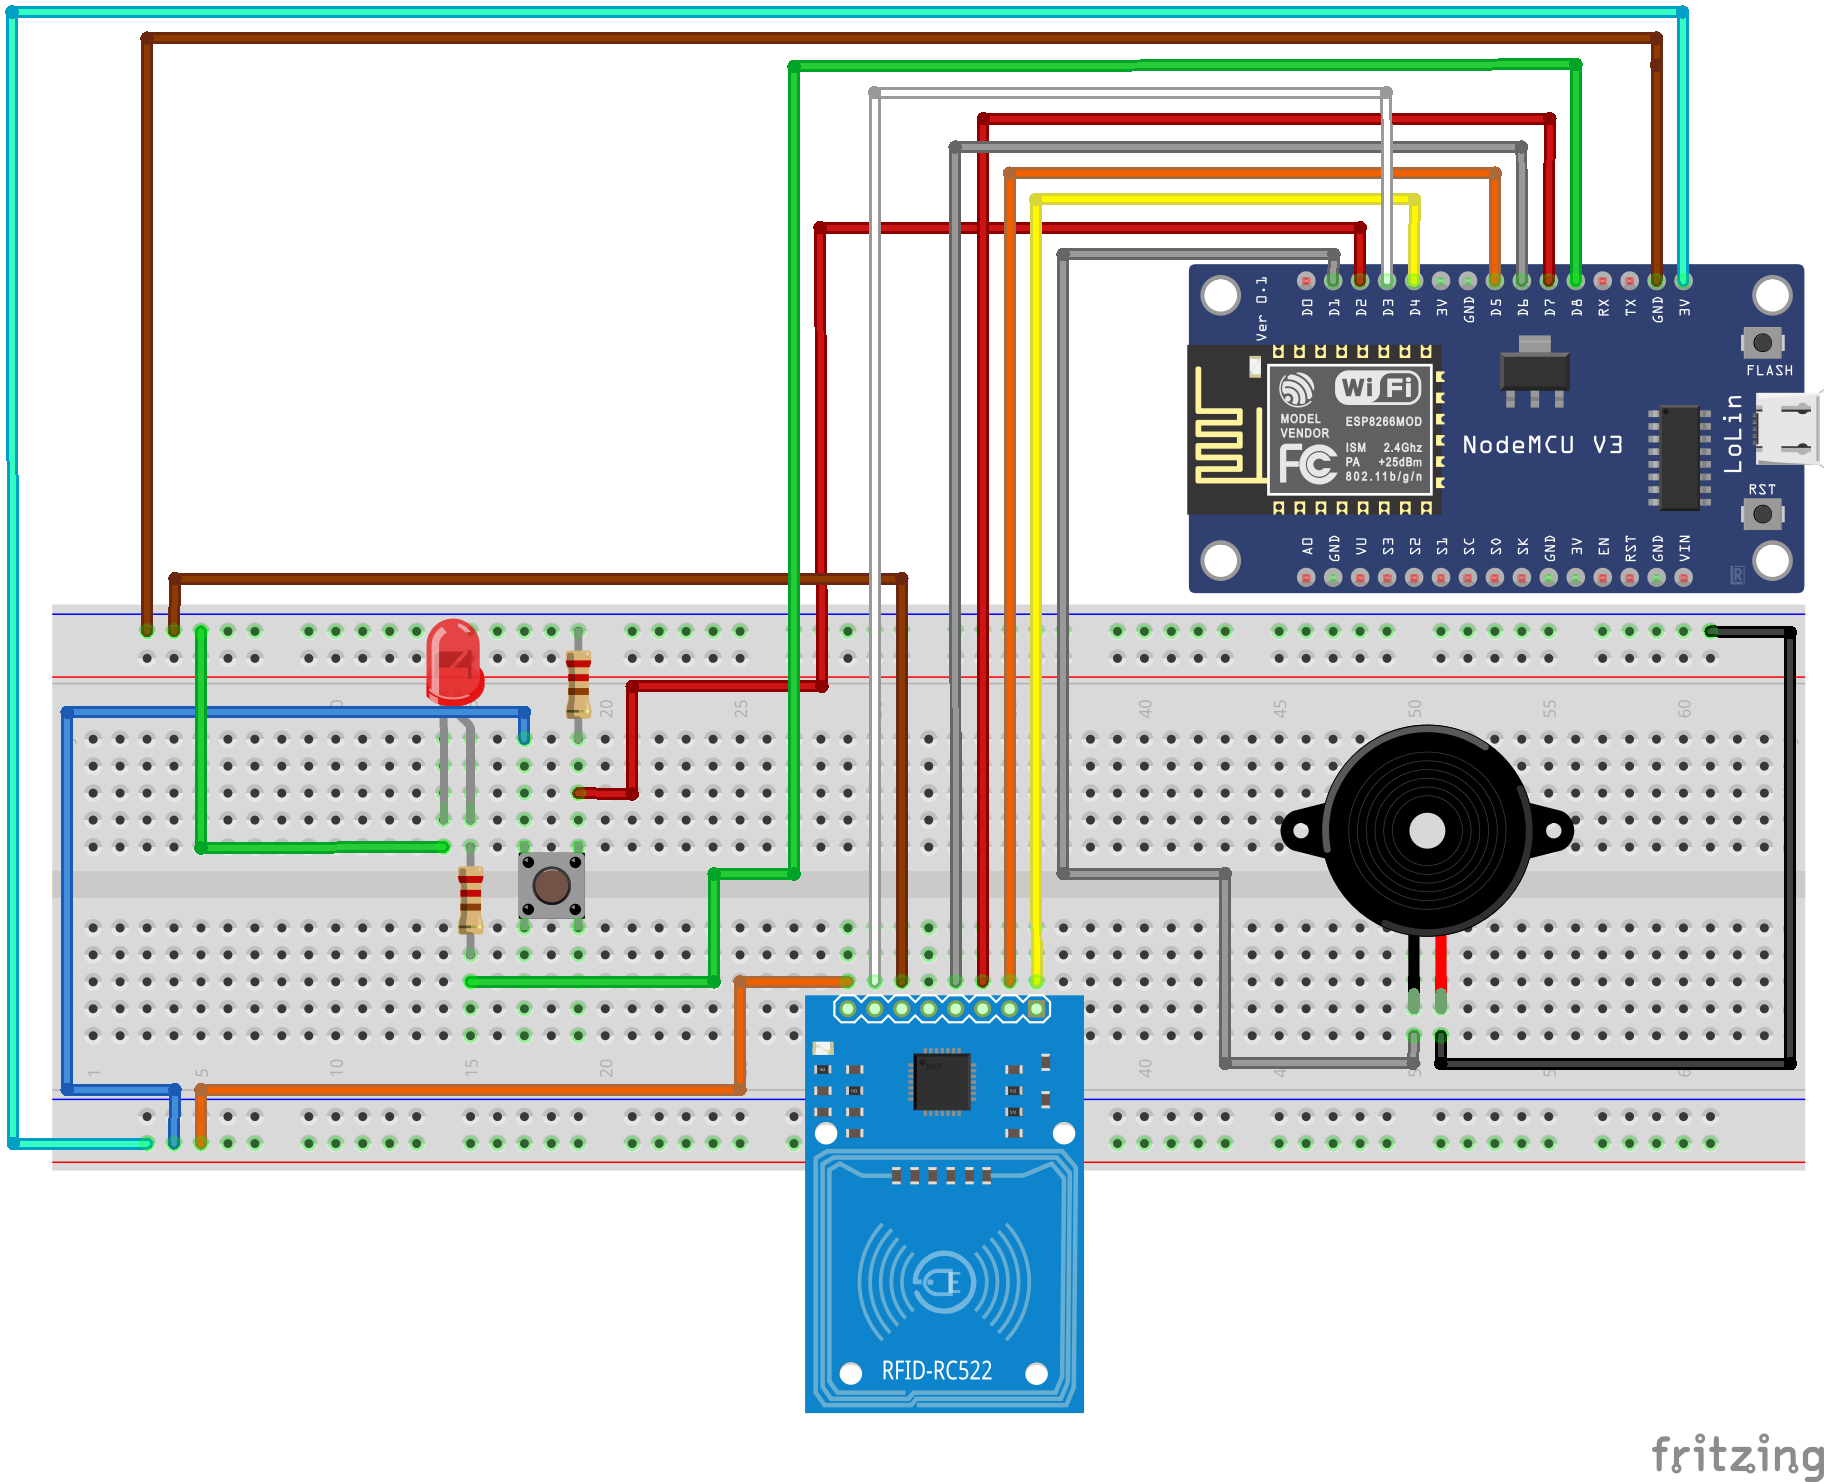 Ver 0.1
D0 D1 D2 D3 D4 3V GND D5 D6 D7 D8 RX TX GND 3V
FLASH
WiFi
MODEL
VENDOR
ESP8266MOD
ISM 2.4Ghz
PA +25dBm
802.11b/g/n
FC
NodeMCU V3
LoLin
RST
A0 GND VU S3 S2 S1 SC S0 SK GND 3V EN RST GND VIN
20 25 40 50 55 60
1 5 10 15 20 40
RFID-RC522
fritzing